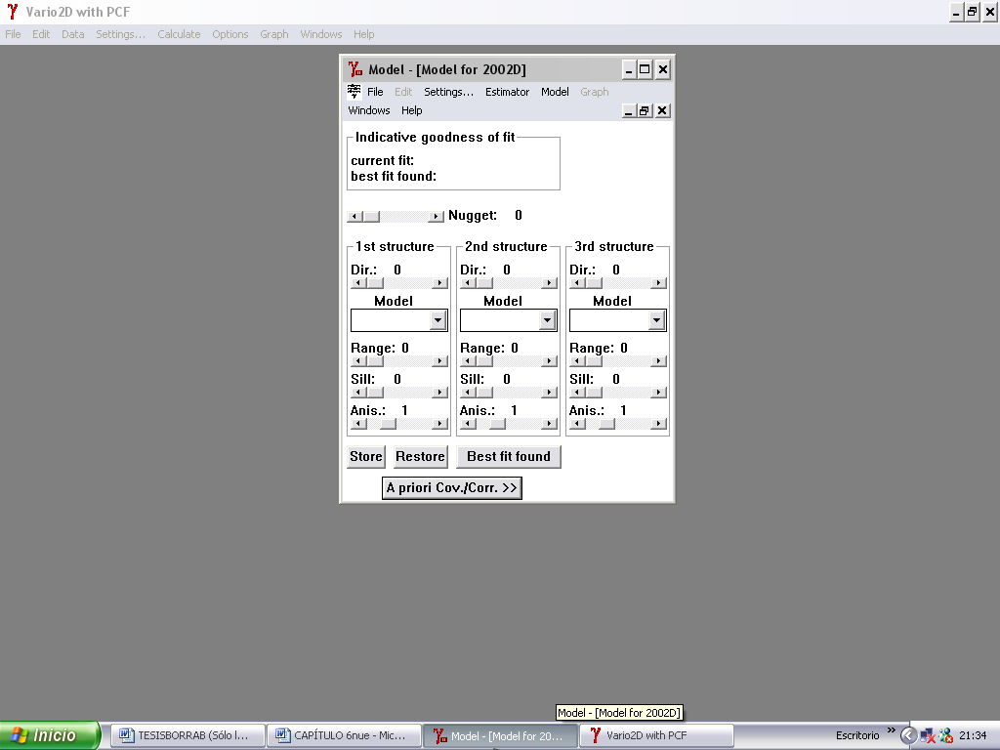 Vario2D with PCF
File Edit Data Settings... Calculate Options Graph Windows Help
Model - [Model for 2002D]
File Edit Settings... Estimator Model Graph
Windows Help
Indicative goodness of fit
current fit:
best fit found:
Nugget: 0
1st structure 2nd structure 3rd structure
Dir.: 0 Dir.: 0 Dir.: 0
Model Model Model
Range: 0 Range: 0 Range: 0
Sill: 0 Sill: 0 Sill: 0
Anis.: 1 Anis.: 1 Anis.: 1
Store Restore Best fit found
A priori Cov./Corr. >>
Model - [Model for 2002D]
Inicio TESISBORRAB (Sólo l... CAPÍTULO 6nue - Mic... Model - [Model for 20... Vario2D with PCF Escritorio » 21:34